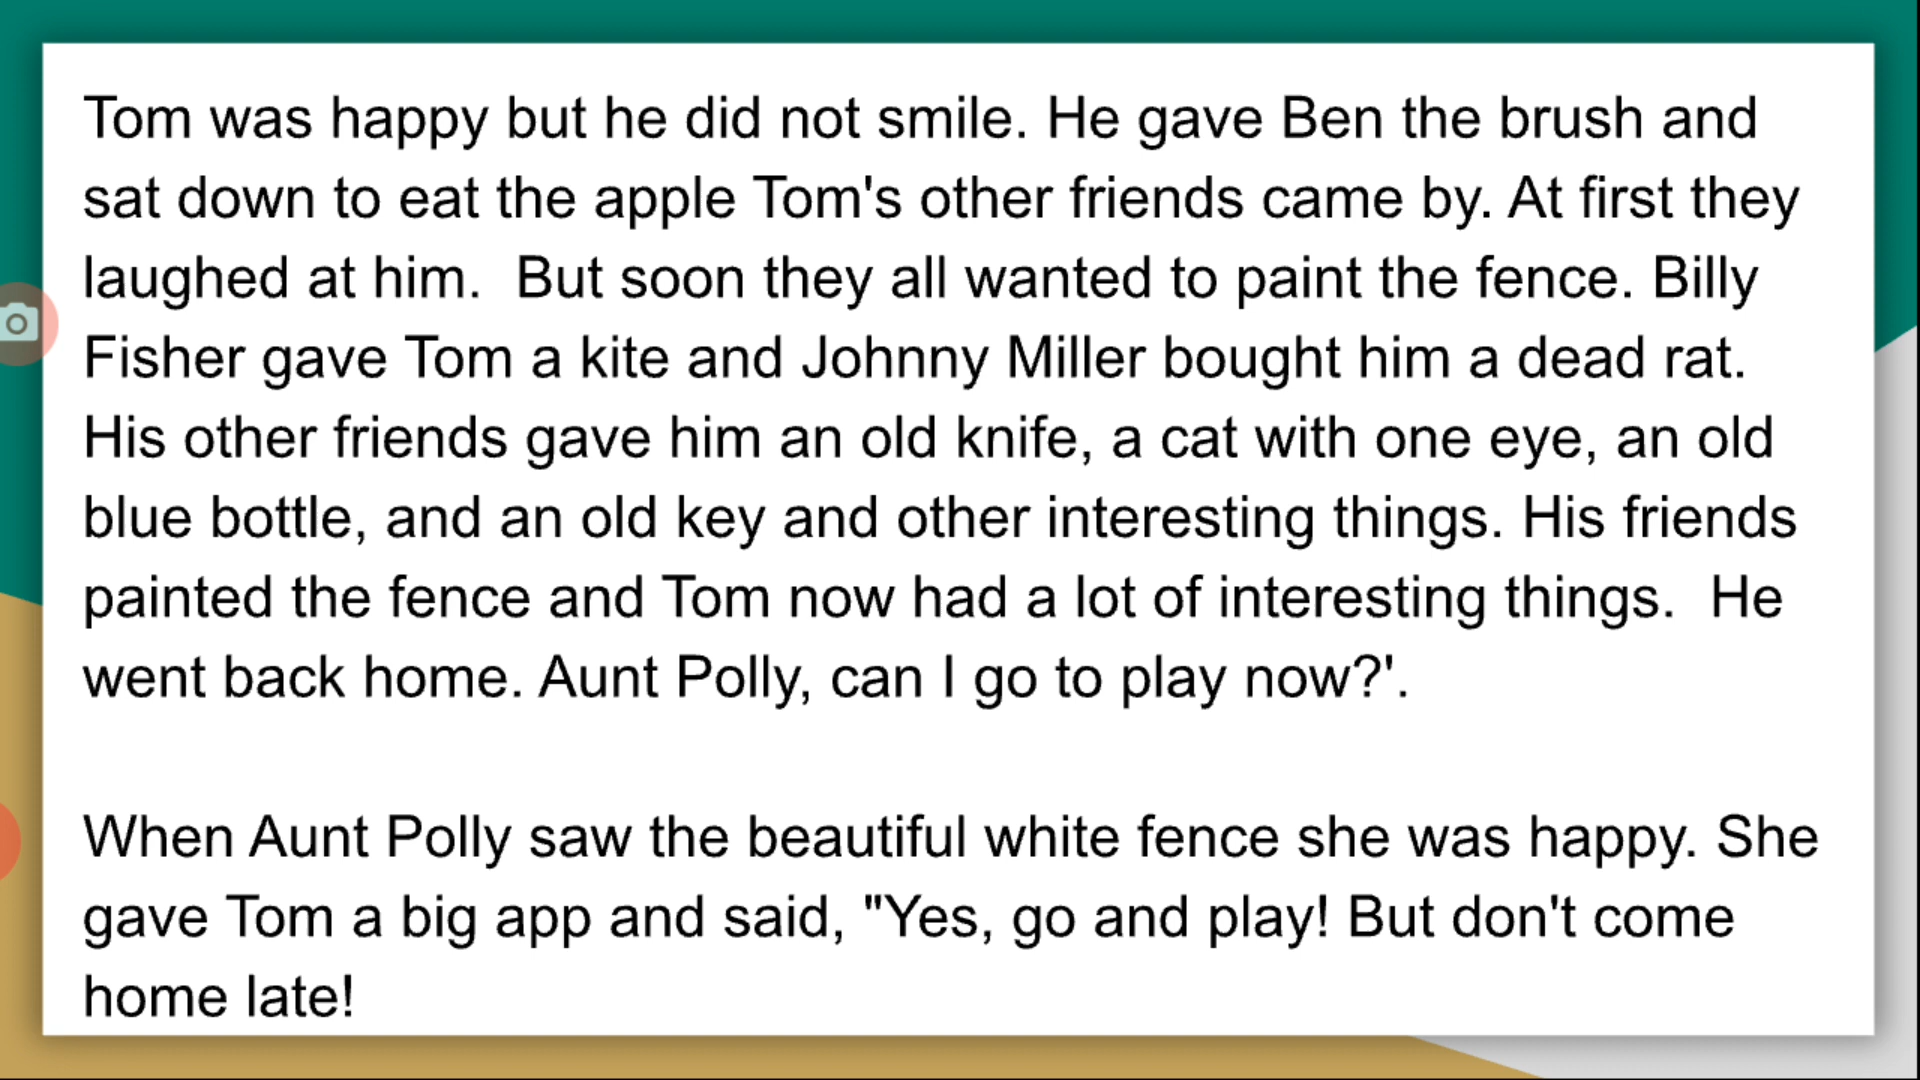 Tom was happy but he did not smile. He gave Ben the brush and
sat down to eat the apple Tom's other friends came by. At first they
laughed at him.  But soon they all wanted to paint the fence. Billy
Fisher gave Tom a kite and Johnny Miller bought him a dead rat.
His other friends gave him an old knife, a cat with one eye, an old
blue bottle, and an old key and other interesting things. His friends
painted the fence and Tom now had a lot of interesting things.  He
went back home. Aunt Polly, can I go to play now?'.
When Aunt Polly saw the beautiful white fence she was happy. She
gave Tom a big app and said, "Yes, go and play! But don't come
home late!